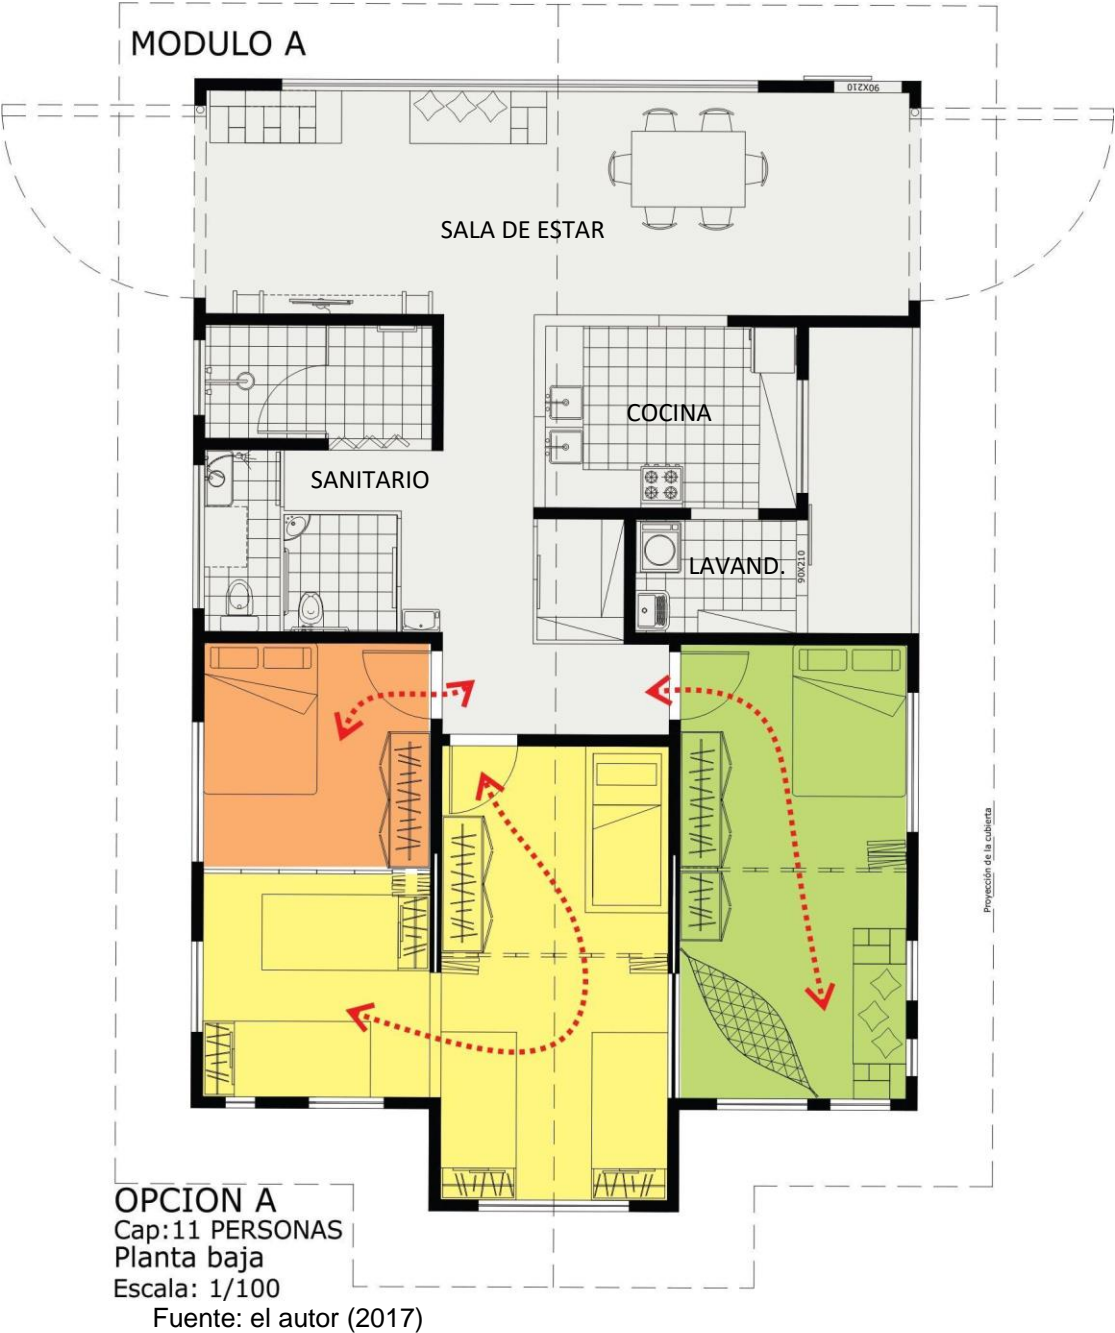 MODULO A
90X210
SALA DE ESTAR
COCINA
SANITARIO
LAVAND.
90X210
Proyección de la cubierta
OPCION A
Cap:11 PERSONAS
Planta baja
Escala: 1/100
Fuente: el autor (2017)